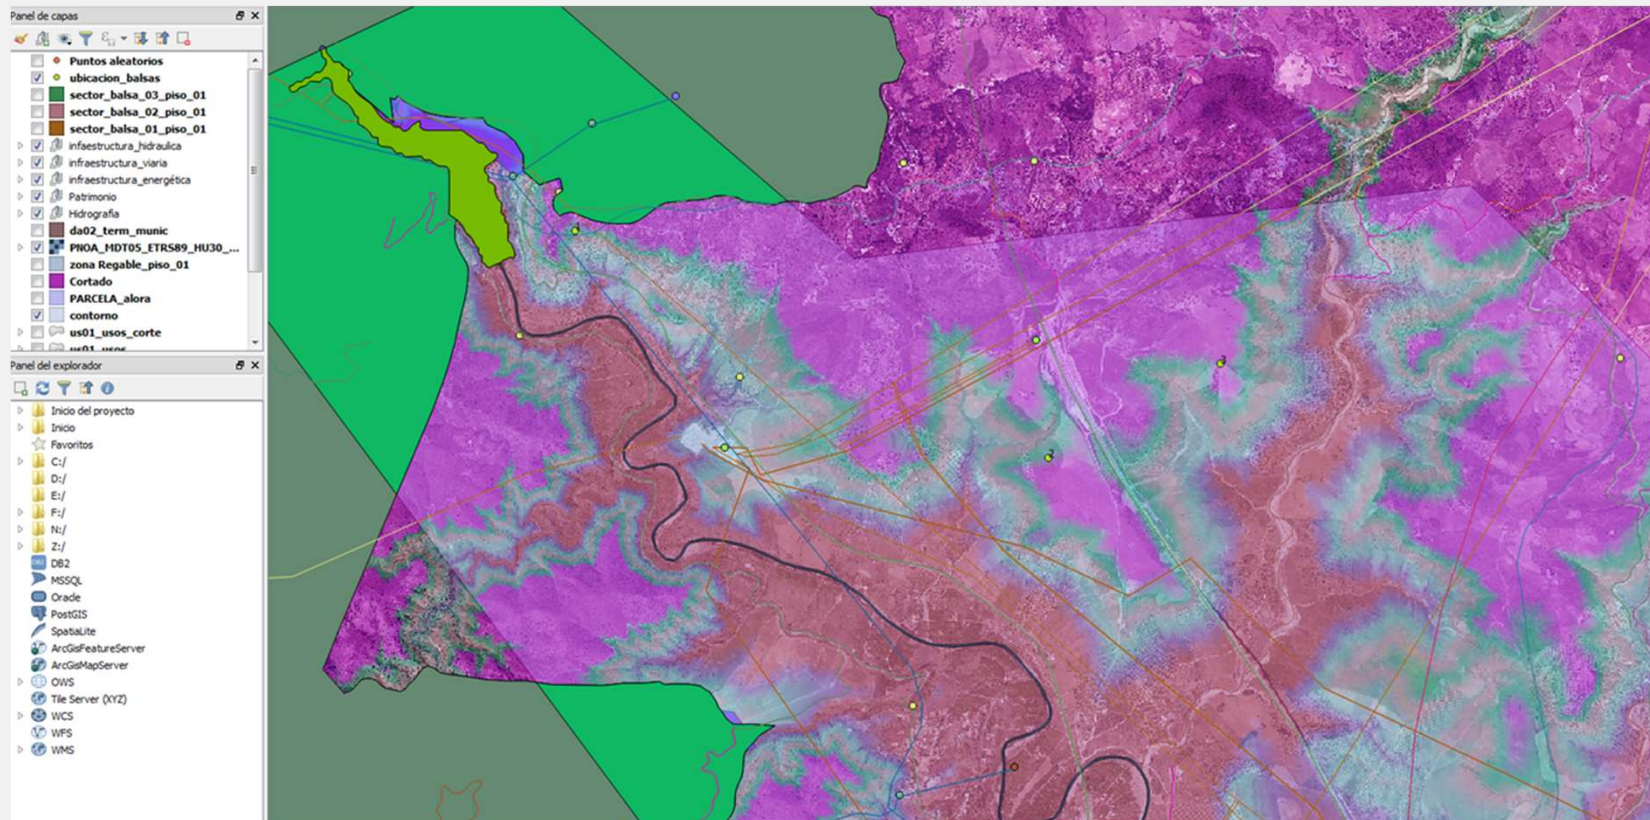 Panel de capas
Puntos aleatorios
ubicacion_balsas
sector_balsa_03_piso_01
sector_balsa_02_piso_01
sector_balsa_01_piso_01
infaestructura_hidraulica
infraestructura_viaria
infraestructura_energética
Patrimonio
Hidrografia
da02_term_munic
PNOA_MDT05_ETRS89_HU30_...
zona Regable_piso_01
Cortado
PARCELA_alora
contorno
us01_usos_corte
us01_usos
Panel del explorador
Inicio del proyecto
Inicio
Favoritos
C:/
D:/
E:/
F:/
N:/
Z:/
DB2
MSSQL
Oracle
PostGIS
SpatiaLite
ArcGisFeatureServer
ArcGisMapServer
OWS
Tile Server (XYZ)
WCS
WFS
WMS